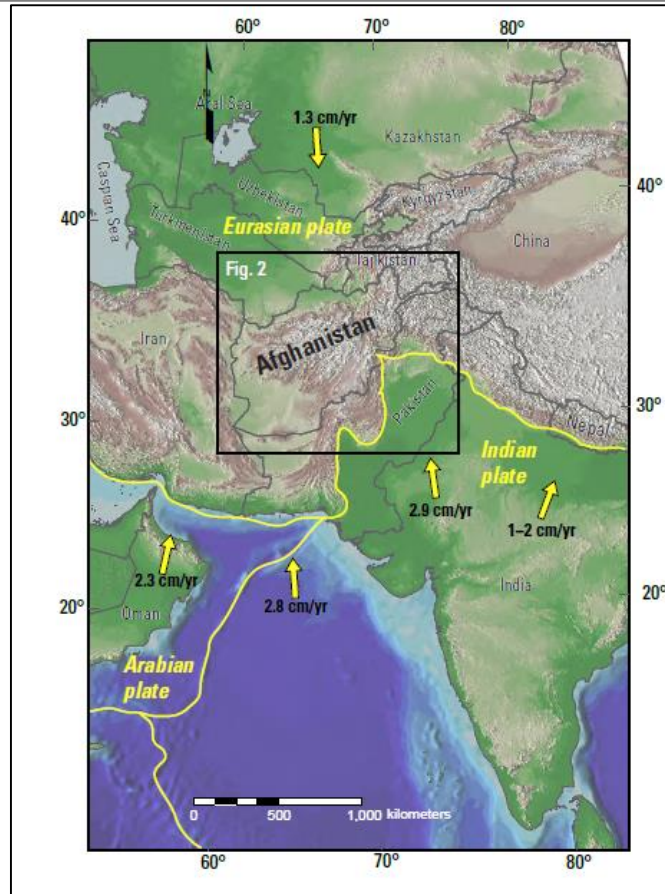 60°
70°
80°
Aral Sea
1.3 cm/yr
Kazakhstan
Caspian Sea
Uzbekistan
Kyrgyzstan
40°
40°
Turkmenistan
Eurasian plate
China
Tajikistan
Fig. 2
Iran
Afghanistan
30°
Pakistan
30°
Nepal
Indian
plate
2.9 cm/yr
1–2 cm/yr
2.3 cm/yr
India
2.8 cm/yr
20°
Oman
20°
Arabian
plate
0
500
1,000 kilometers
60°
70°
80°